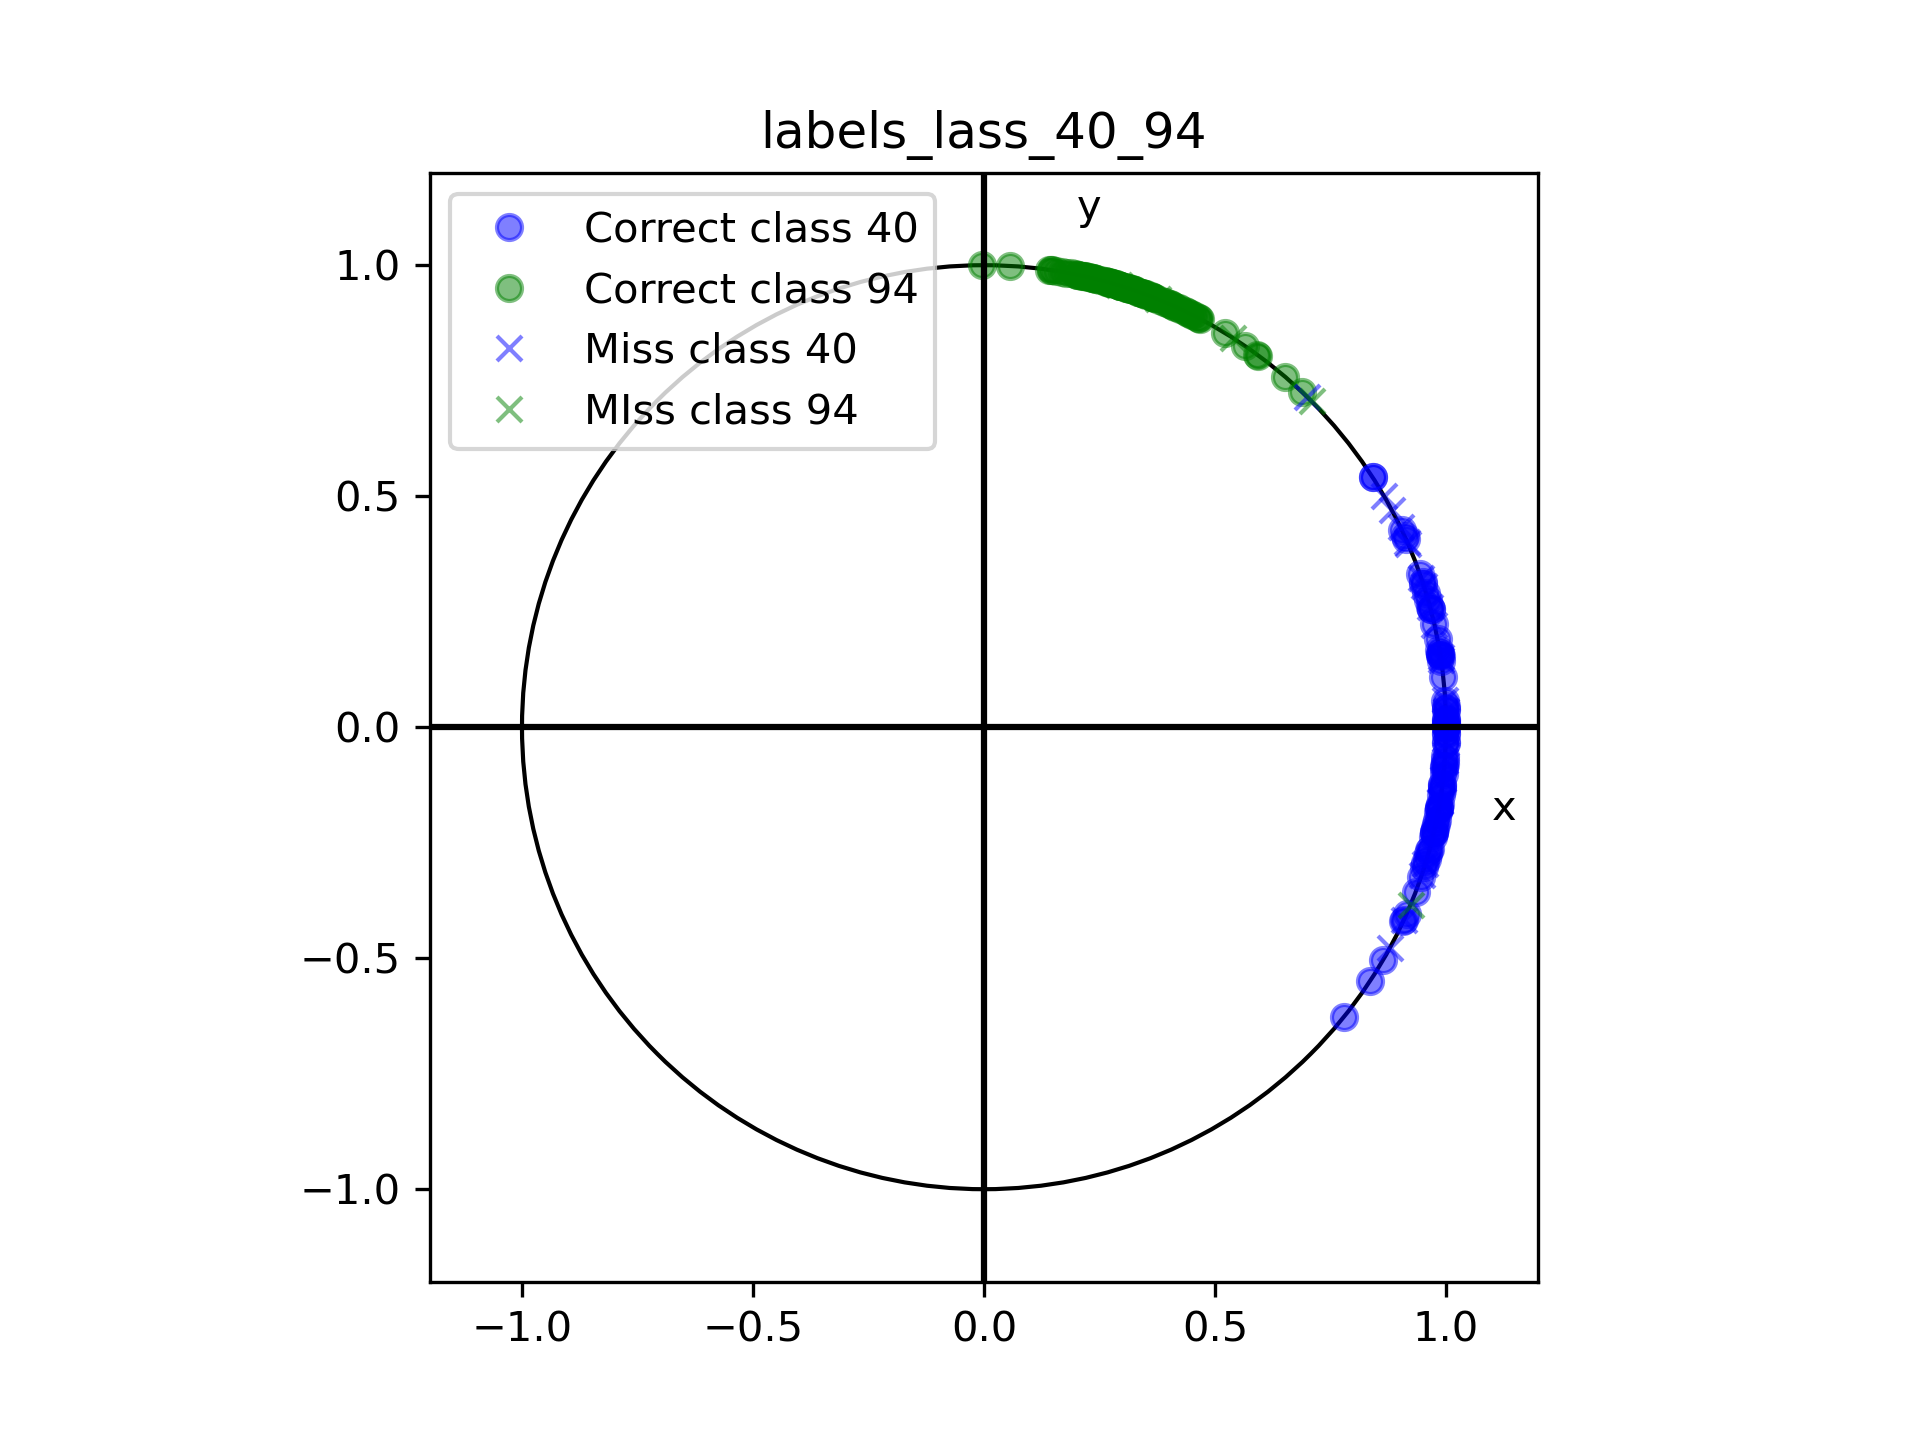 labels_lass_40_94
y
Correct class 40
Correct class 94
Miss class 40
MIss class 94
1.0
0.5
0.0
−0.5
−1.0
x
−1.0 −0.5 0.0 0.5 1.0